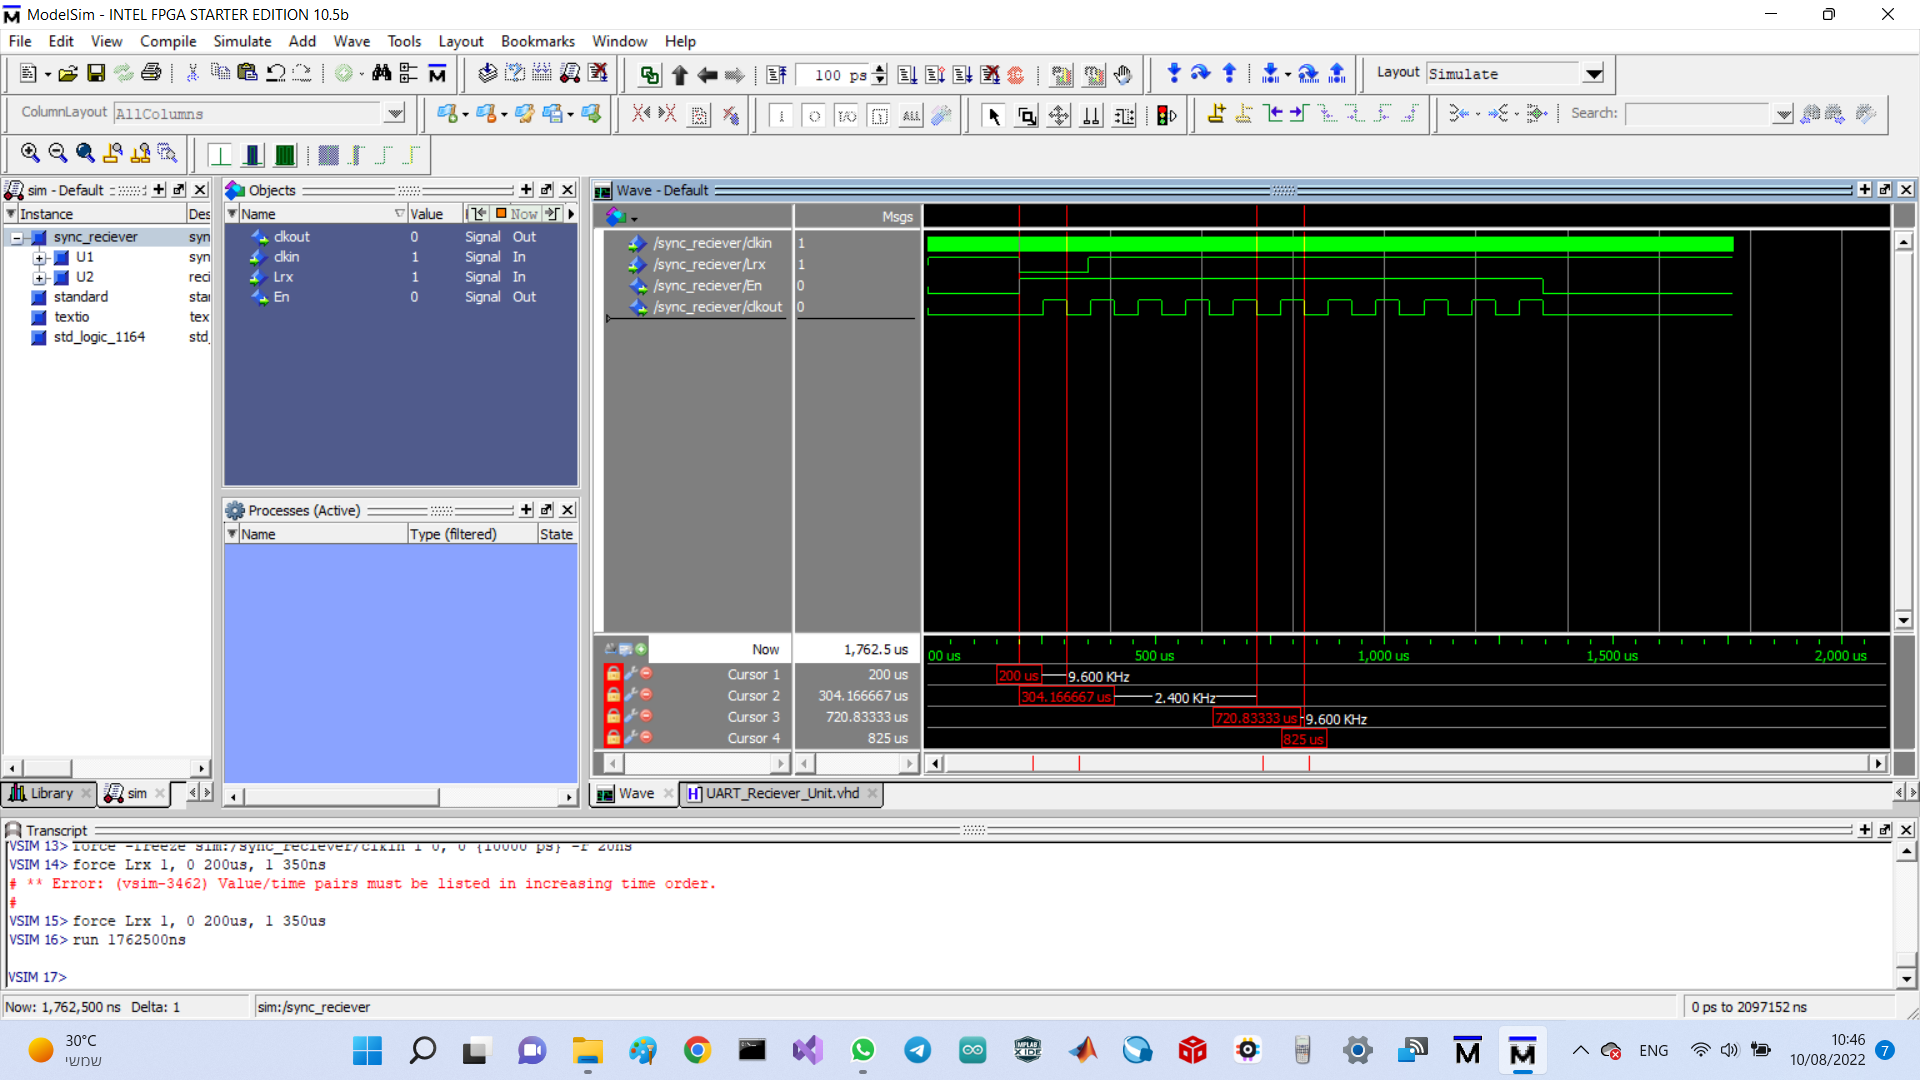 ModelSim - INTEL FPGA STARTER EDITION 10.5b
File Edit View Compile Simulate Add Wave Tools Layout Bookmarks Window Help
100 ps
Layout Simulate
ColumnLayout AllColumns
Search:
sim - Default
Instance Des
sync_reciever syn
U1 syn
U2 reci
standard star
textio tex
std_logic_1164 std_
Library sim
Objects
Name Value Now
clkout 0 Signal Out
clkin 1 Signal In
Lrx 1 Signal In
En 0 Signal Out
Processes (Active)
Name Type (filtered) State
Wave - Default
Msgs
/sync_reciever/clkin 1
/sync_reciever/Lrx 1
/sync_reciever/En 0
/sync_reciever/clkout 0
Now 1,762.5 us
00 us 500 us 1,000 us 1,500 us 2,000 us
Cursor 1 200 us 200 us 9.600 KHz
Cursor 2 304.166667 us 304.166667 us 2.400 KHz
Cursor 3 720.83333 us 720.83333 us 9.600 KHz
Cursor 4 825 us 825 us
Wave UART_Reciever_Unit.vhd
Transcript
VSIM 13> force -freeze sim:/sync_reciever/clkin 1 0, 0 {10000 ps} -r 20ns
VSIM 14> force Lrx 1, 0 200us, 1 350ns
# ** Error: (vsim-3462) Value/time pairs must be listed in increasing time order.
#
VSIM 15> force Lrx 1, 0 200us, 1 350us
VSIM 16> run 1762500ns
VSIM 17>
Now: 1,762,500 ns Delta: 1 sim:/sync_reciever 0 ps to 2097152 ns
30°C
שמשי
ENG
10:46
10/08/2022
7